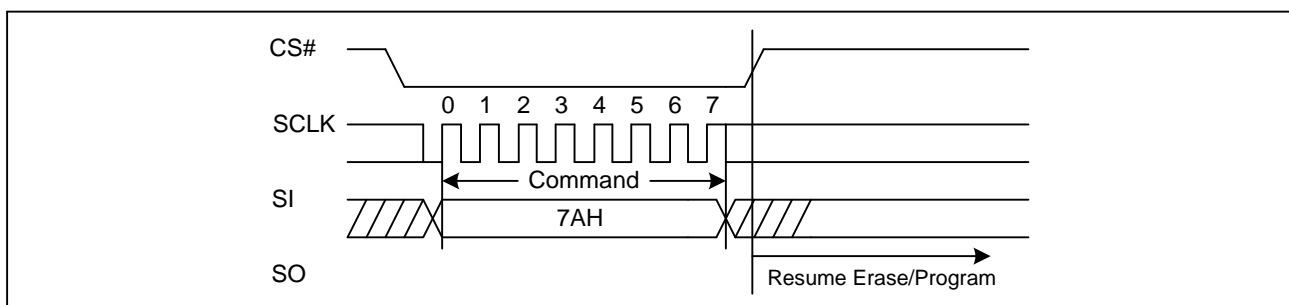 CS#
0 1 2 3 4 5 6 7
SCLK
Command
SI
7AH
SO
Resume Erase/Program